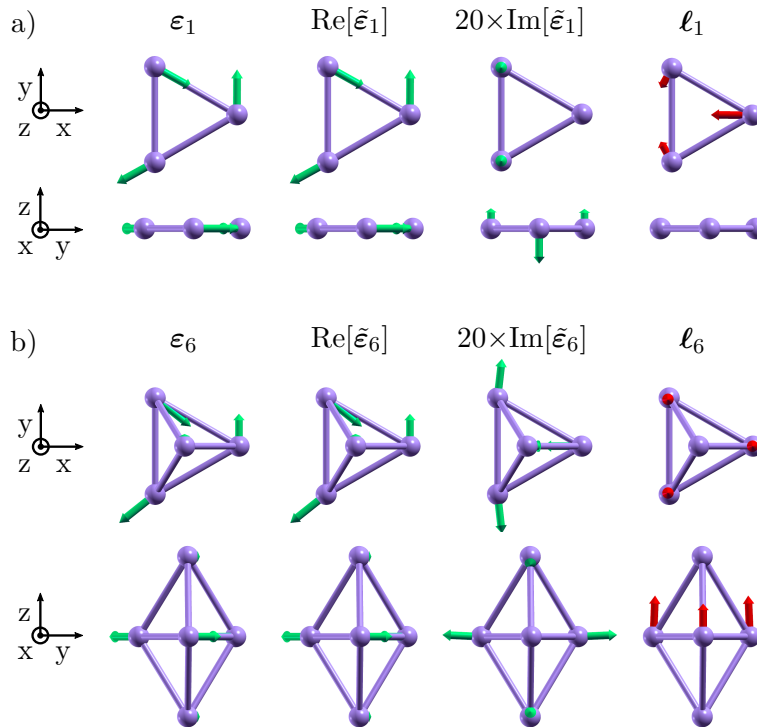 a) 𝜺₁ Re[𝜺̃₁] 20×Im[𝜺̃₁] ℓ₁
y
z x
z
x y
b) 𝜺₆ Re[𝜺̃₆] 20×Im[𝜺̃₆] ℓ₆
y
z x
z
x y